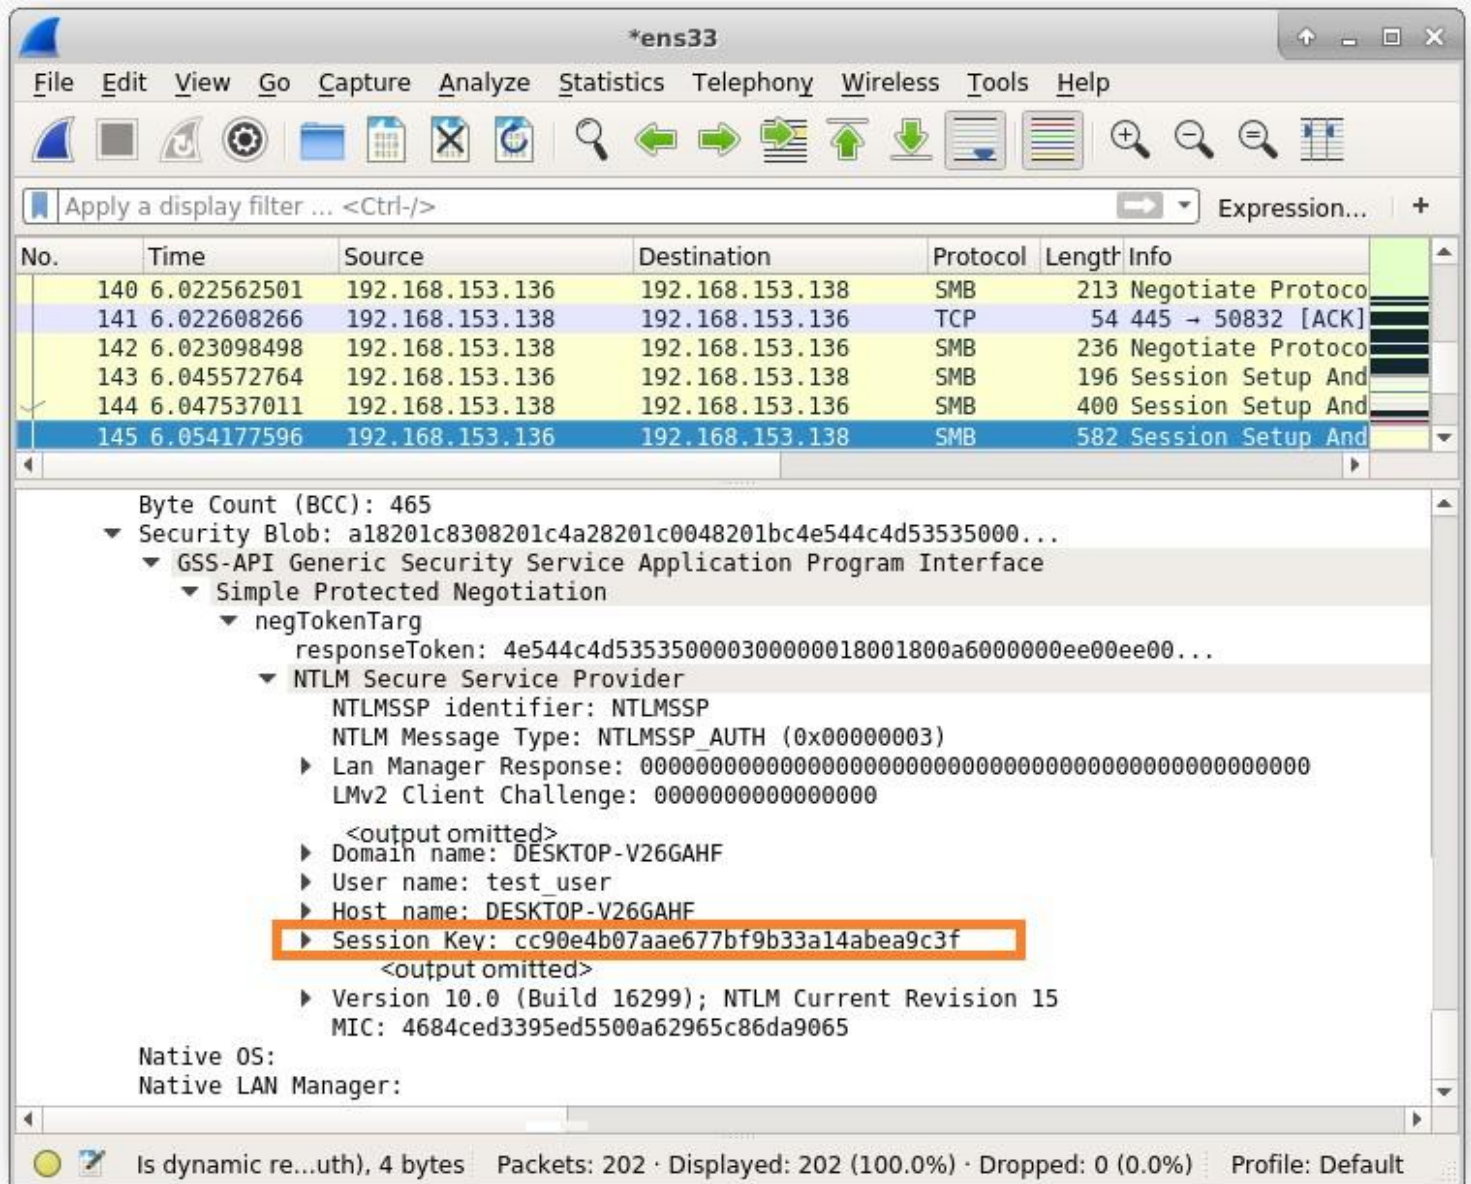 *ens33
File Edit View Go Capture Analyze Statistics Telephony Wireless Tools Help
Apply a display filter ... <Ctrl-/> Expression... +
No. Time Source Destination Protocol Length Info
140 6.022562501 192.168.153.136 192.168.153.138 SMB 213 Negotiate Protoco
141 6.022608266 192.168.153.138 192.168.153.136 TCP 54 445 → 50832 [ACK]
142 6.023098498 192.168.153.138 192.168.153.136 SMB 236 Negotiate Protoco
143 6.045572764 192.168.153.136 192.168.153.138 SMB 196 Session Setup And
144 6.047537011 192.168.153.138 192.168.153.136 SMB 400 Session Setup And
145 6.054177596 192.168.153.136 192.168.153.138 SMB 582 Session Setup And
Byte Count (BCC): 465
Security Blob: a18201c8308201c4a28201c0048201bc4e544c4d53535000...
GSS-API Generic Security Service Application Program Interface
Simple Protected Negotiation
negTokenTarg
responseToken: 4e544c4d535350000300000018001800a6000000ee00ee00...
NTLM Secure Service Provider
NTLMSSP identifier: NTLMSSP
NTLM Message Type: NTLMSSP_AUTH (0x00000003)
Lan Manager Response: 000000000000000000000000000000000000000000000000
LMv2 Client Challenge: 0000000000000000
<output omitted>
Domain name: DESKTOP-V26GAHF
User name: test_user
Host name: DESKTOP-V26GAHF
Session Key: cc90e4b07aae677bf9b33a14abea9c3f
<output omitted>
Version 10.0 (Build 16299); NTLM Current Revision 15
MIC: 4684ced3395ed5500a62965c86da9065
Native OS:
Native LAN Manager:
Is dynamic re...uth), 4 bytes Packets: 202 · Displayed: 202 (100.0%) · Dropped: 0 (0.0%) Profile: Default